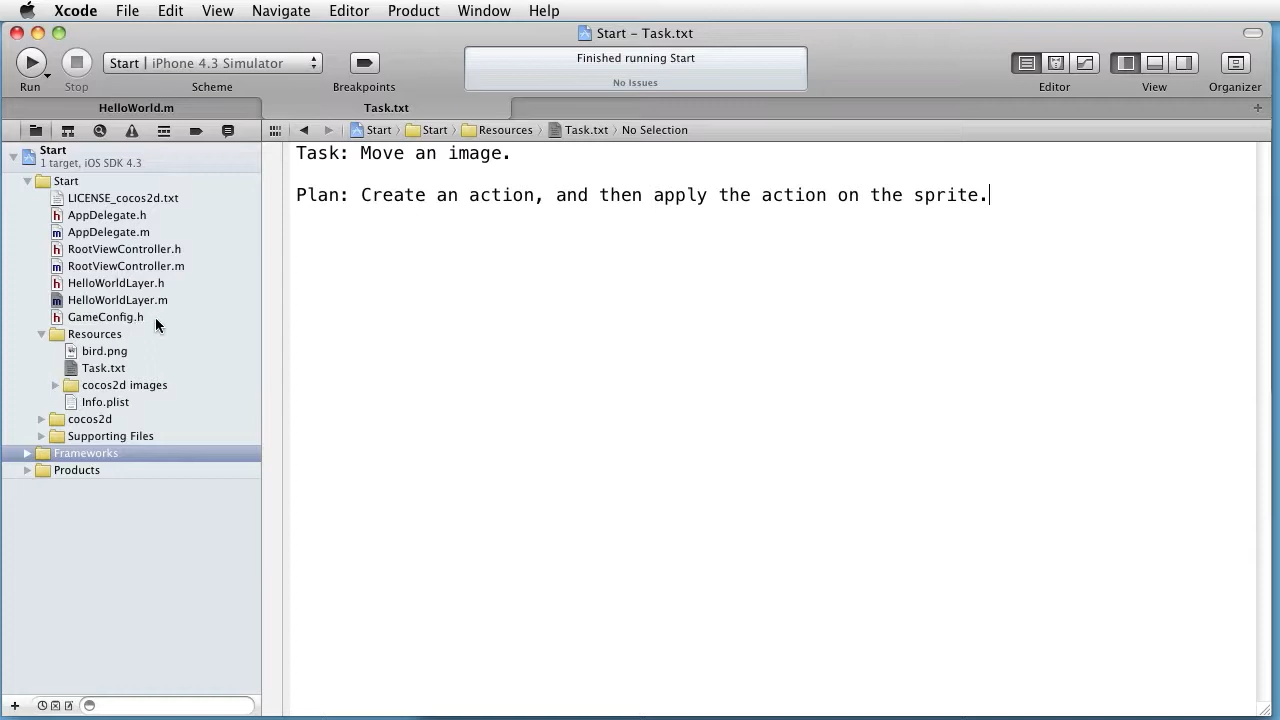 Xcode File Edit View Navigate Editor Product Window Help
Start – Task.txt
Start | iPhone 4.3 Simulator
Finished running Start
No Issues
Run Stop Scheme Breakpoints Editor View Organizer
HelloWorld.m Task.txt
Start Start Resources Task.txt No Selection
Start
1 target, iOS SDK 4.3
Start
LICENSE_cocos2d.txt
h AppDelegate.h
m AppDelegate.m
h RootViewController.h
m RootViewController.m
h HelloWorldLayer.h
m HelloWorldLayer.m
h GameConfig.h
Resources
bird.png
Task.txt
cocos2d images
Info.plist
cocos2d
Supporting Files
Frameworks
Products
Task: Move an image.
Plan: Create an action, and then apply the action on the sprite.